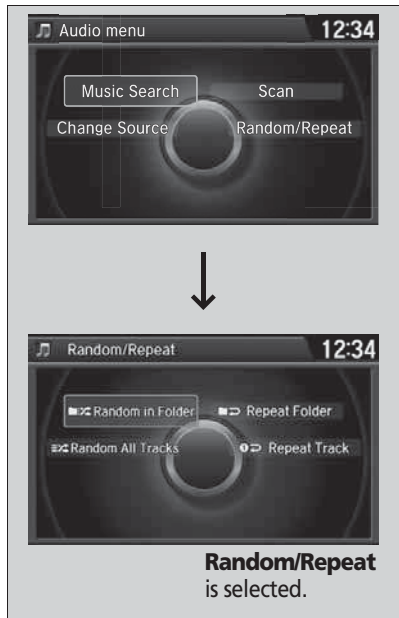 Audio menu 12:34
Music Search Scan
Change Source Random/Repeat
Random/Repeat 12:34
Random in Folder Repeat Folder
Random All Tracks Repeat Track
Random/Repeat
is selected.